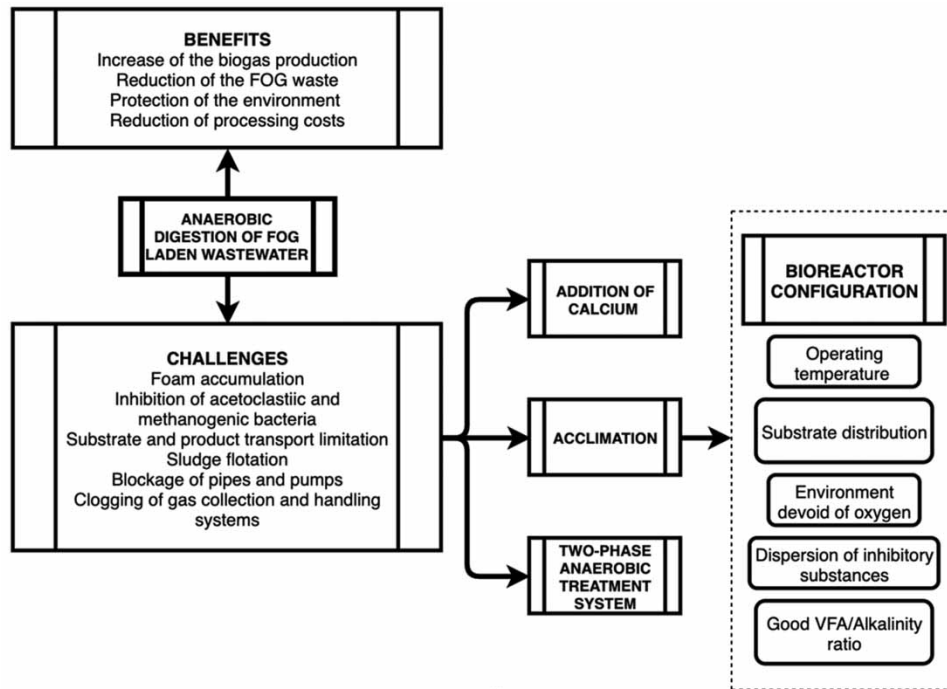 BENEFITS
Increase of the biogas production
Reduction of the FOG waste
Protection of the environment
Reduction of processing costs
ANAEROBIC
DIGESTION OF FOG
LADEN WASTEWATER
CHALLENGES
Foam accumulation
Inhibition of acetoclastiic and
methanogenic bacteria
Substrate and product transport limitation
Sludge flotation
Blockage of pipes and pumps
Clogging of gas collection and handling
systems
ADDITION OF
CALCIUM
ACCLIMATION
TWO-PHASE
ANAEROBIC
TREATMENT
SYSTEM
BIOREACTOR
CONFIGURATION
Operating
temperature
Substrate distribution
Environment
devoid of oxygen
Dispersion of inhibitory
substances
Good VFA/Alkalinity
ratio